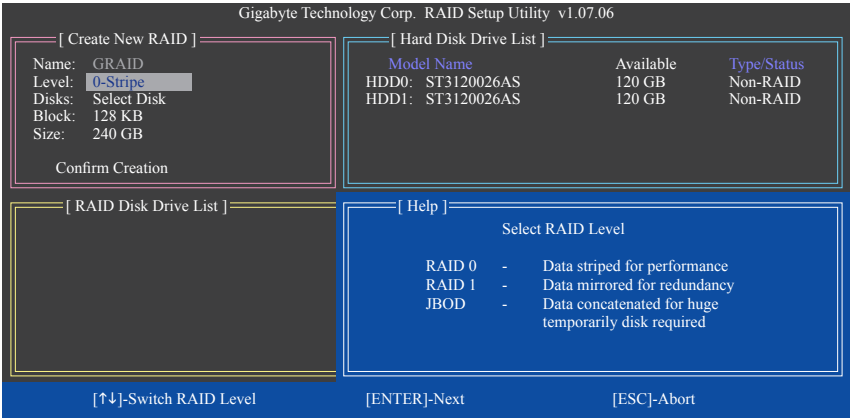 Gigabyte Technology Corp. RAID Setup Utility v1.07.06
[ Create New RAID ]
Name: GRAID
Level: 0-Stripe
Disks: Select Disk
Block: 128 KB
Size: 240 GB
Confirm Creation
[ Hard Disk Drive List ]
Model Name Available Type/Status
HDD0: ST3120026AS 120 GB Non-RAID
HDD1: ST3120026AS 120 GB Non-RAID
[ RAID Disk Drive List ]
[ Help ]
Select RAID Level
RAID 0 - Data striped for performance
RAID 1 - Data mirrored for redundancy
JBOD - Data concatenated for huge
temporarily disk required
[↑↓]-Switch RAID Level [ENTER]-Next [ESC]-Abort